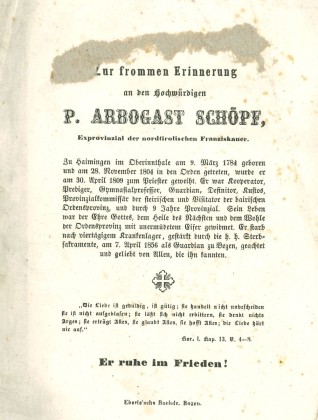 Zur frommen Erinnerung
an den Hochwürdigen
P. ARBOGAST SCHÖPF,
Exprovinzial der nordtirolischen Franziskaner.
Zu Haimingen im Oberinnthale am 9. März 1784 geboren
und am 28. November 1804 in den Orden getreten, wurde er
am 30. April 1809 zum Priester geweiht. Er war Kooperator,
Prediger, Gymnasialprofessor, Guardian, Definitor, Kustos,
Provinzialkommissär der steirischen und Visitator der bairischen
Ordensprovinz, und durch 9 Jahre Provinzial. Sein Leben
war der Ehre Gottes, dem Heile des Nächsten und dem Wohle
der Ordensprovinz mit unermüdetem Eifer gewidmet. Er starb
nach viertägigem Krankenlager, gestärkt durch die h. h. Sterb-
sakramente, am 7. April 1856 als Guardian zu Bozen, geachtet
und geliebt von Allen, die ihn kannten.
„Die Liebe ist geduldig, ist gütig; sie handelt nicht unbescheiden
sie ist nicht aufgeblasen; sie läßt sich nicht erbittern, sie denkt nichts
Arges; sie erträgt Alles, sie glaubt Alles, sie hofft Alles; die Liebe hört
nie auf.“
Kor. I. Kap. 13, V. 4—8.
Er ruhe im Frieden!
Eberle'sche Buchdr. Bozen.